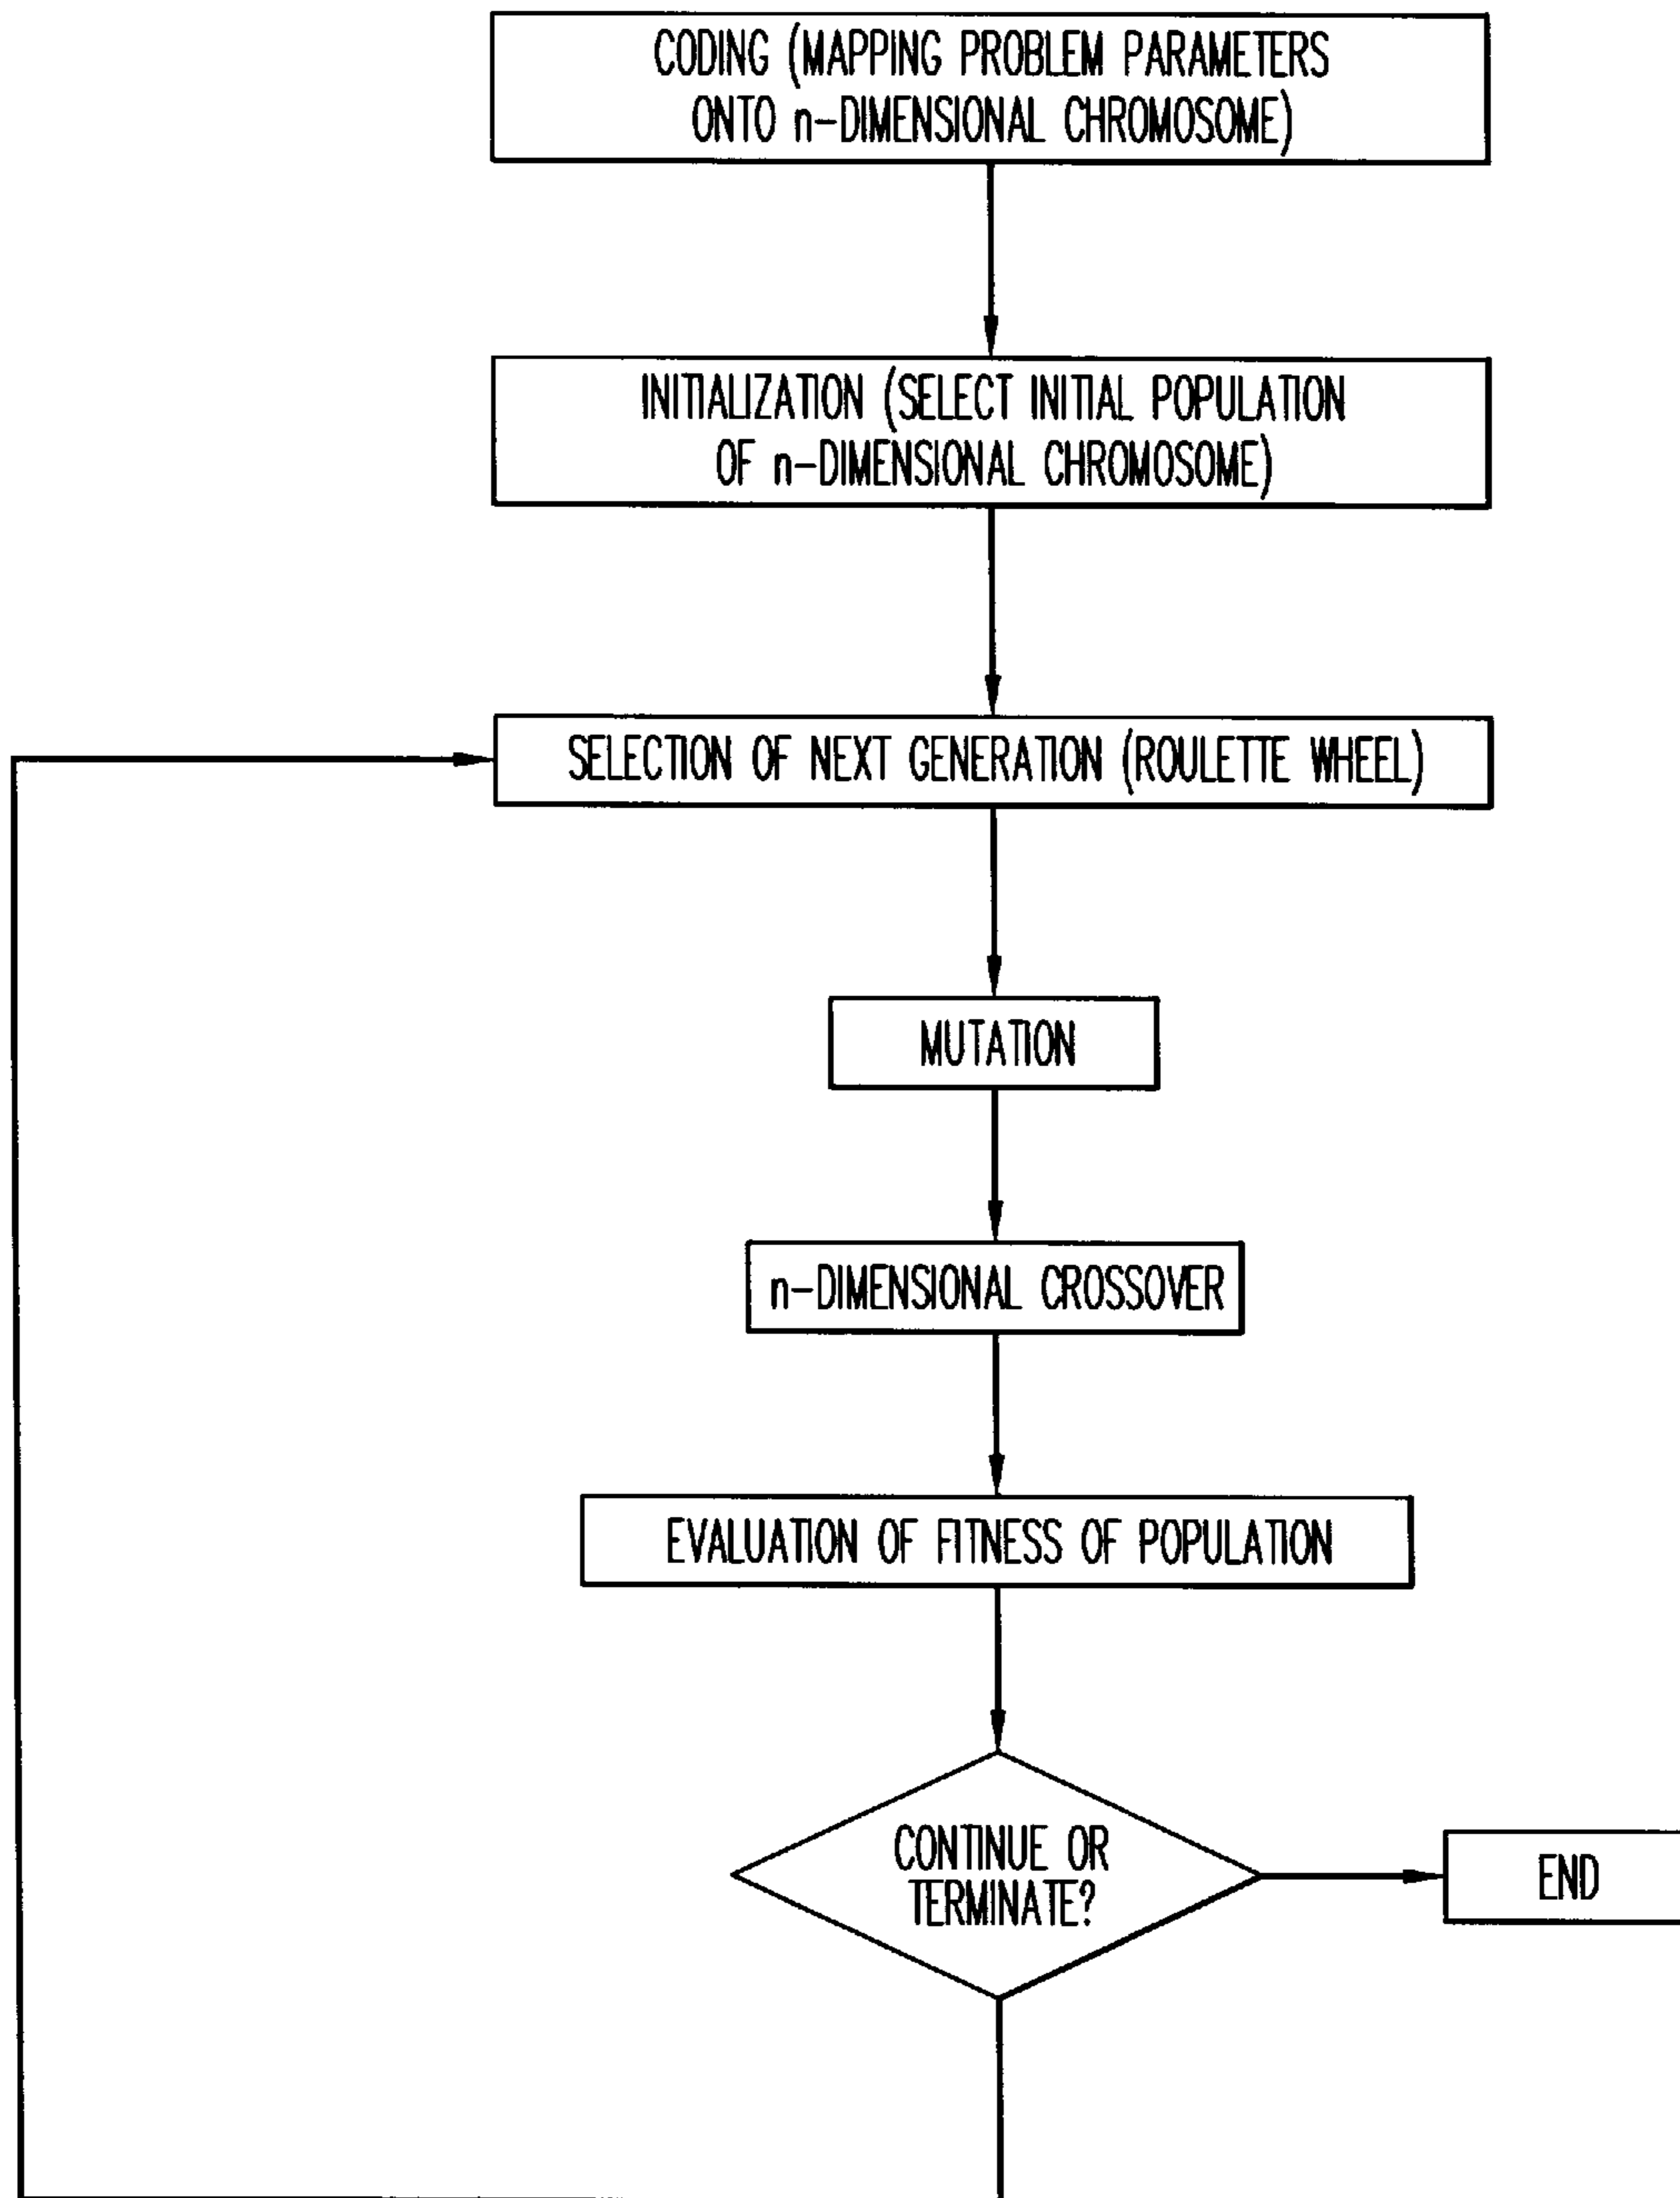 CODING (MAPPING PROBLEM PARAMETERS
ONTO n-DIMENSIONAL CHROMOSOME)
INITIALIZATION (SELECT INITIAL POPULATION
OF n-DIMENSIONAL CHROMOSOME)
SELECTION OF NEXT GENERATION (ROULETTE WHEEL)
MUTATION
n-DIMENSIONAL CROSSOVER
EVALUATION OF FITNESS OF POPULATION
CONTINUE OR
TERMINATE?
END